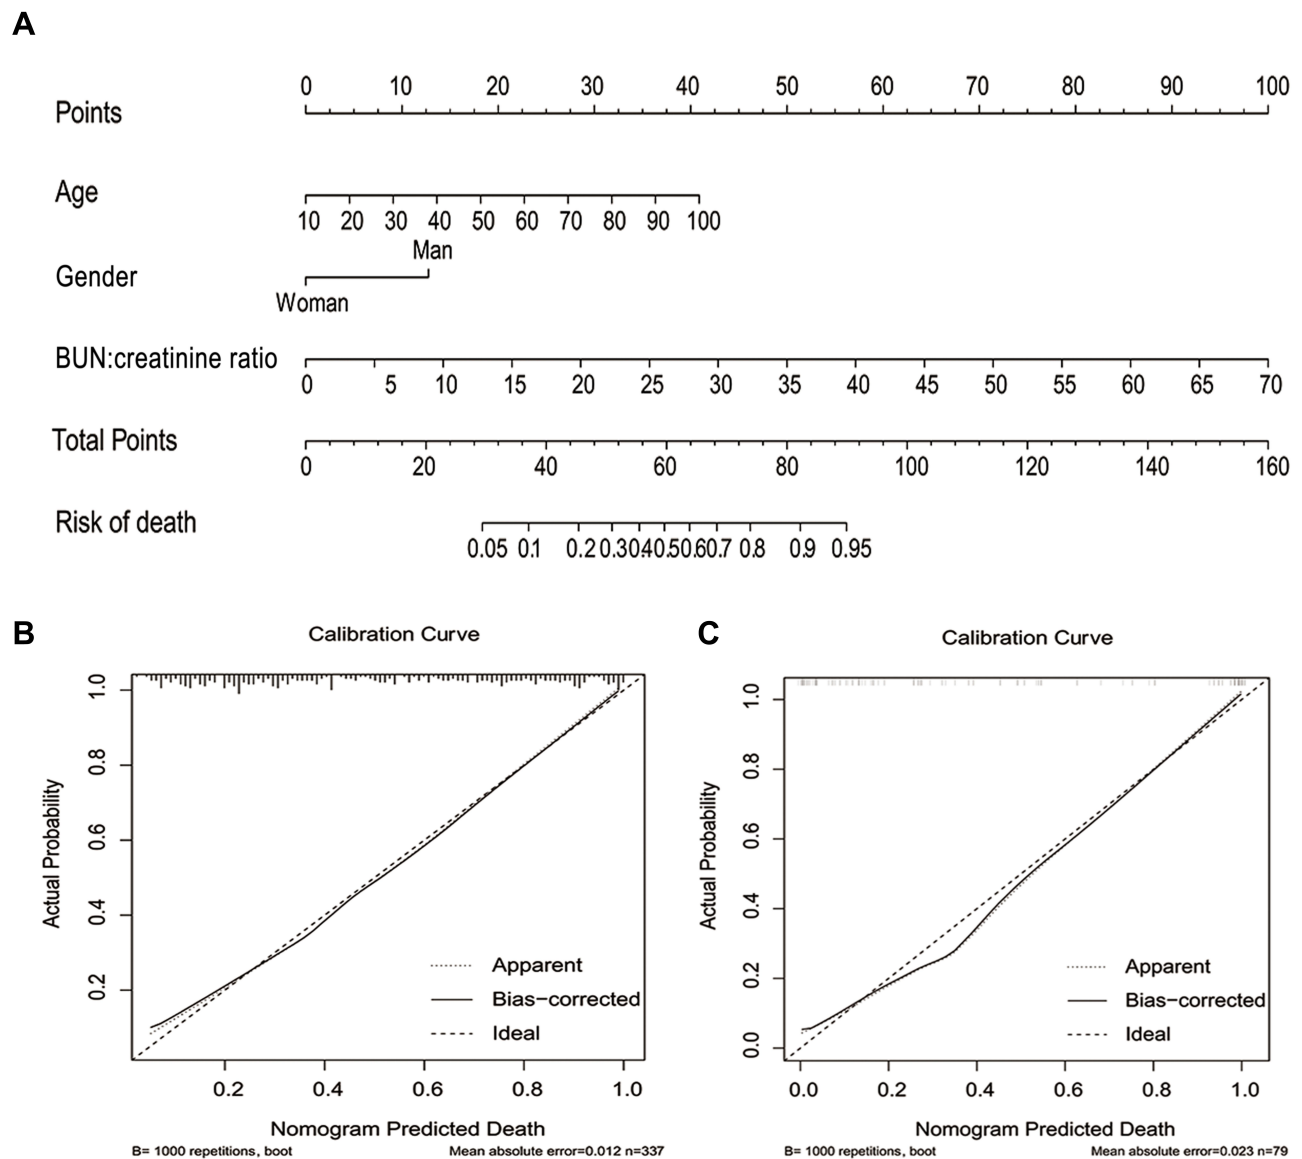 A
Points
0 10 20 30 40 50 60 70 80 90 100
Age
10 20 30 40 50 60 70 80 90 100
Man
Gender
Woman
BUN:creatinine ratio
0 5 10 15 20 25 30 35 40 45 50 55 60 65 70
Total Points
0 20 40 60 80 100 120 140 160
Risk of death
0.05 0.1 0.2 0.3 0.4 0.5 0.6 0.7 0.8 0.9 0.95
B
Calibration Curve
Actual Probability
1.0
0.8
0.6
0.4
0.2
Apparent
Bias-corrected
Ideal
0.2 0.4 0.6 0.8 1.0
Nomogram Predicted Death
B= 1000 repetitions, boot
Mean absolute error=0.012 n=337
C
Calibration Curve
Actual Probability
1.0
0.8
0.6
0.4
0.2
0.0
Apparent
Bias-corrected
Ideal
0.0 0.2 0.4 0.6 0.8 1.0
Nomogram Predicted Death
B= 1000 repetitions, boot
Mean absolute error=0.023 n=79